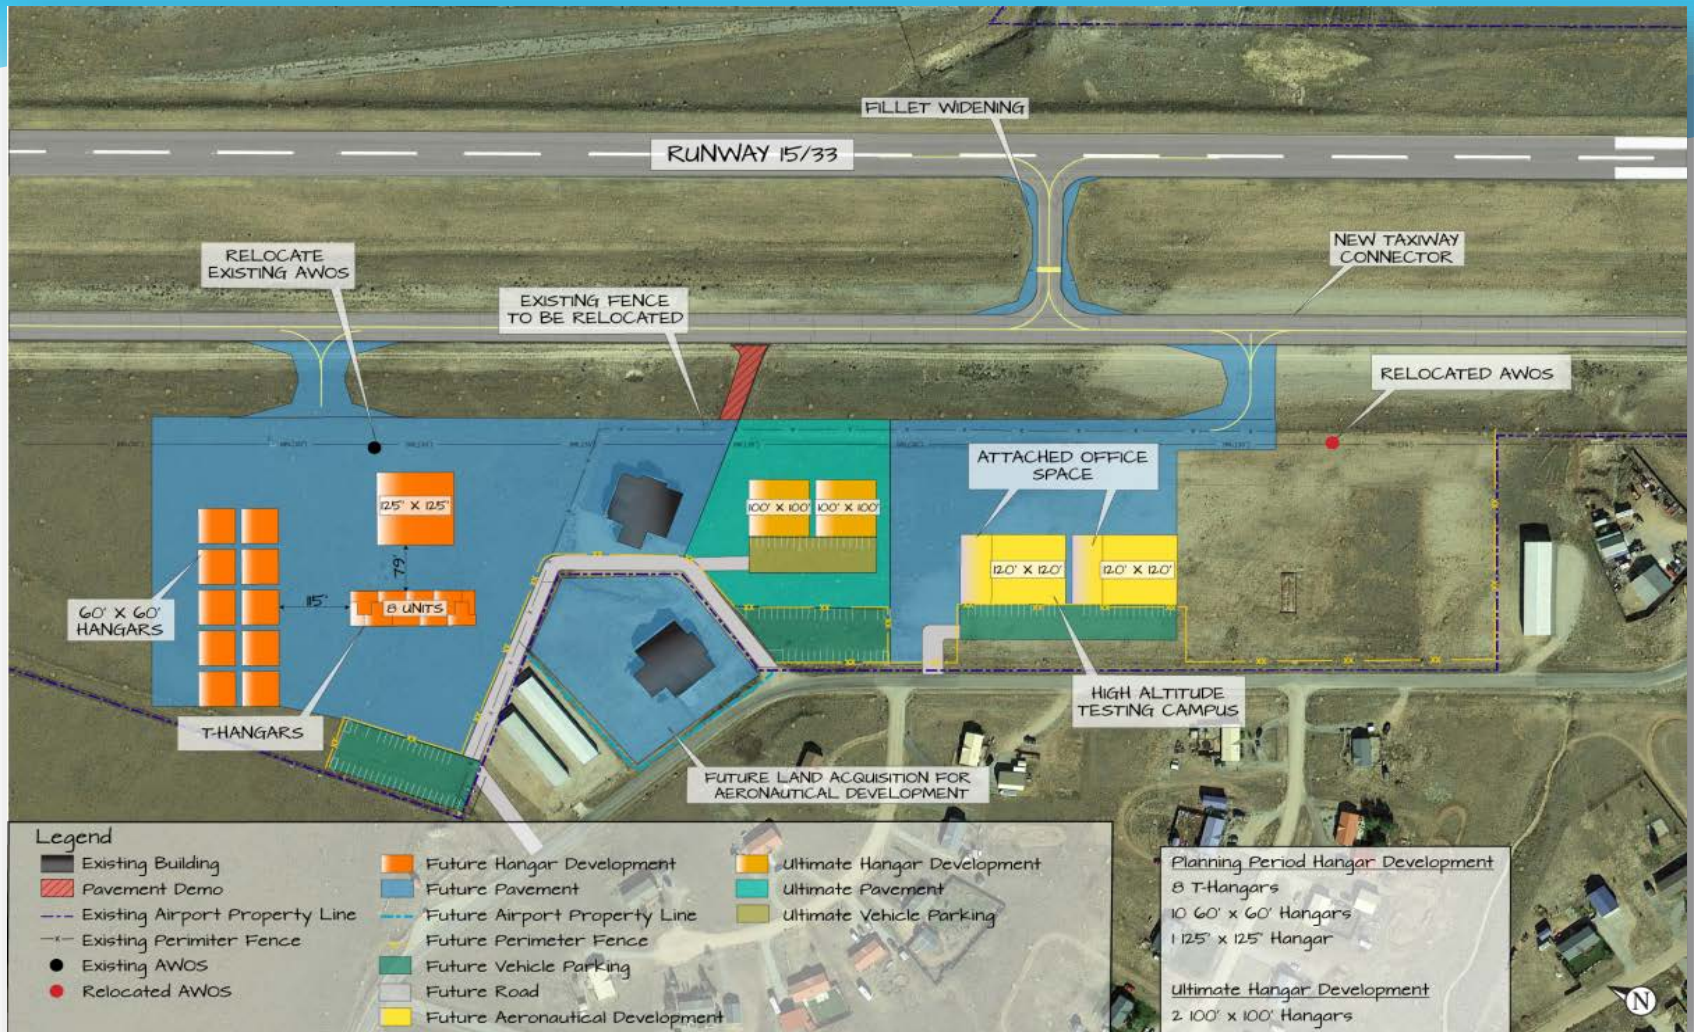 FILLET WIDENING
RUNWAY 15/33
RELOCATE
EXISTING AWOS
NEW TAXIWAY
CONNECTOR
EXISTING FENCE
TO BE RELOCATED
RELOCATED AWOS
ATTACHED OFFICE
SPACE
125' X 125'
100' X 100'
100' X 100'
79'
120' X 120'
120' X 120'
115'
8 UNITS
60' X 60'
HANGARS
T-HANGARS
HIGH ALTITUDE
TESTING CAMPUS
FUTURE LAND ACQUISITION FOR
AERONAUTICAL DEVELOPMENT
Legend
Existing Building
Pavement Demo
Existing Airport Property Line
Existing Perimiter Fence
Existing AWOS
Relocated AWOS
Future Hangar Development
Future Pavement
Future Airport Property Line
Future Perimeter Fence
Future Vehicle Parking
Future Road
Future Aeronautical Development
Ultimate Hangar Development
Ultimate Pavement
Ultimate Vehicle Parking
Planning Period Hangar Development
8 T-Hangars
10 60' x 60' Hangars
1 125' x 125' Hangar
Ultimate Hangar Development
2 100' x 100' Hangars
N